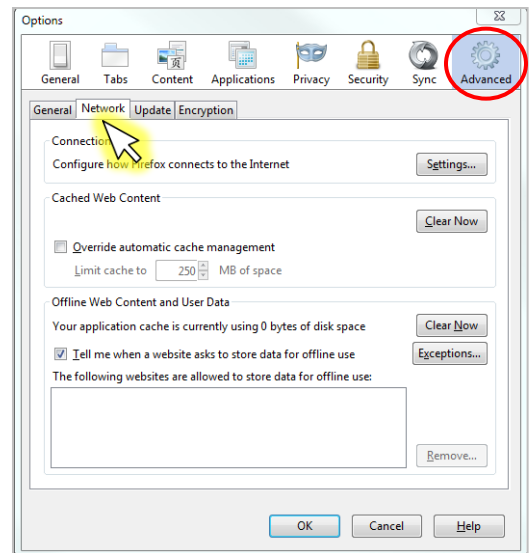 Options
General Tabs Content Applications Privacy Security Sync Advanced
General Network Update Encryption
Connection
Configure how Firefox connects to the Internet Settings...
Cached Web Content
Clear Now
Override automatic cache management
Limit cache to 250 MB of space
Offline Web Content and User Data
Your application cache is currently using 0 bytes of disk space Clear Now
Tell me when a website asks to store data for offline use Exceptions...
The following websites are allowed to store data for offline use:
Remove...
OK Cancel Help